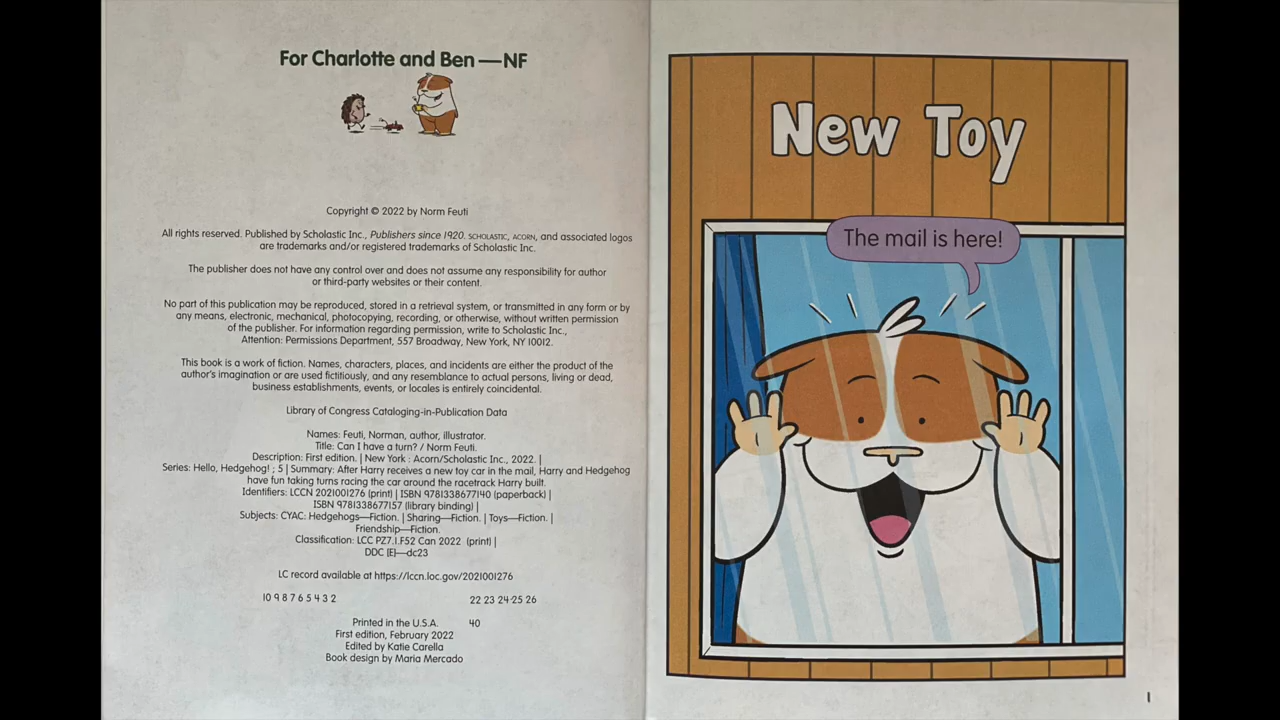 For Charlotte and Ben —NF
Copyright © 2022 by Norm Feuti
All rights reserved. Published by Scholastic Inc., Publishers since 1920. SCHOLASTIC, ACORN, and associated logos
are trademarks and/or registered trademarks of Scholastic Inc.
The publisher does not have any control over and does not assume any responsibility for author
or third-party websites or their content.
No part of this publication may be reproduced, stored in a retrieval system, or transmitted in any form or by
any means, electronic, mechanical, photocopying, recording, or otherwise, without written permission
of the publisher. For information regarding permission, write to Scholastic Inc.,
Attention: Permissions Department, 557 Broadway, New York, NY 10012.
This book is a work of fiction. Names, characters, places, and incidents are either the product of the
author's imagination or are used fictitiously, and any resemblance to actual persons, living or dead,
business establishments, events, or locales is entirely coincidental.
Library of Congress Cataloging-in-Publication Data
Names: Feuti, Norman, author, illustrator.
Title: Can I have a turn? / Norm Feuti.
Description: First edition. | New York : Acorn/Scholastic Inc., 2022. |
Series: Hello, Hedgehog! ; 5 | Summary: After Harry receives a new toy car in the mail, Harry and Hedgehog
have fun taking turns racing the car around the racetrack Harry built.
Identifiers: LCCN 2021001276 (print) | ISBN 9781338677140 (paperback) |
ISBN 9781338677157 (library binding) |
Subjects: CYAC: Hedgehogs—Fiction. | Sharing—Fiction. | Toys—Fiction. |
Friendship—Fiction.
Classification: LCC PZ7.1.F52 Can 2022 (print) |
DDC [E]—dc23
LC record available at https://lccn.loc.gov/2021001276
10 9 8 7 6 5 4 3 2 22 23 24 25 26
Printed in the U.S.A. 40
First edition, February 2022
Edited by Katie Carella
Book design by Maria Mercado
New Toy
The mail is here!
1